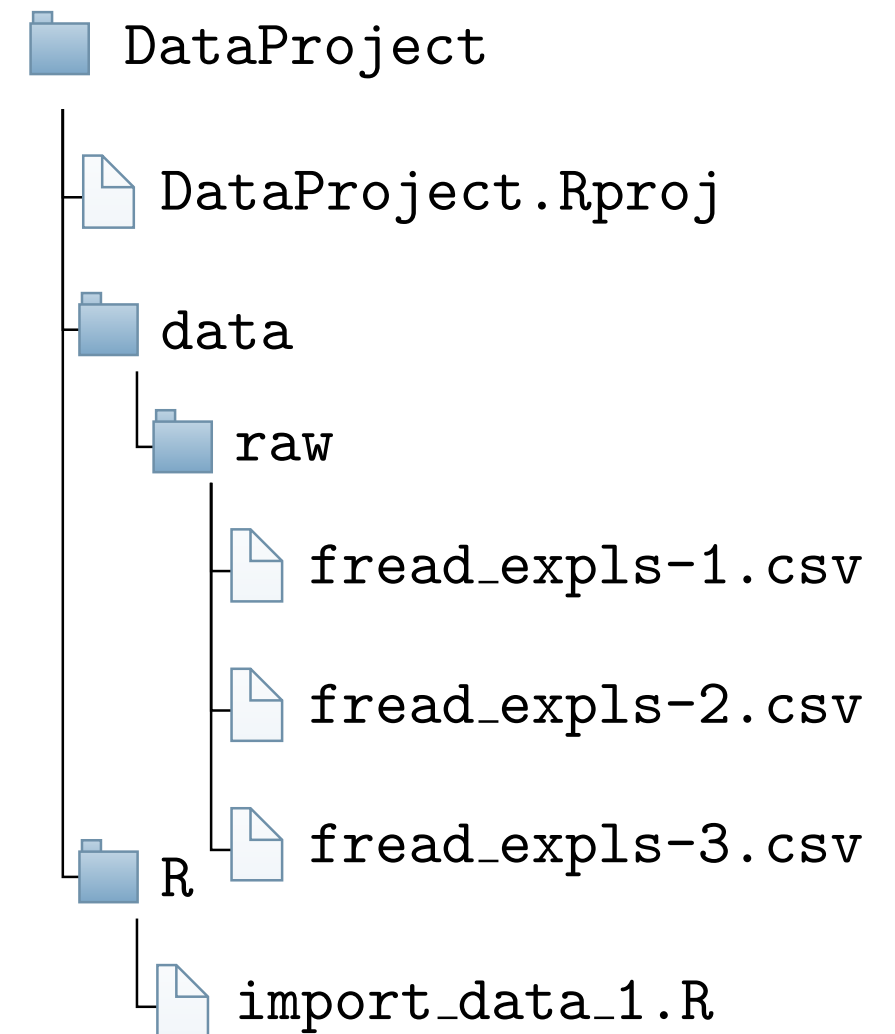 DataProject
DataProject.Rproj
data
raw
fread_expls-1.csv
fread_expls-2.csv
fread_expls-3.csv
R
import_data_1.R